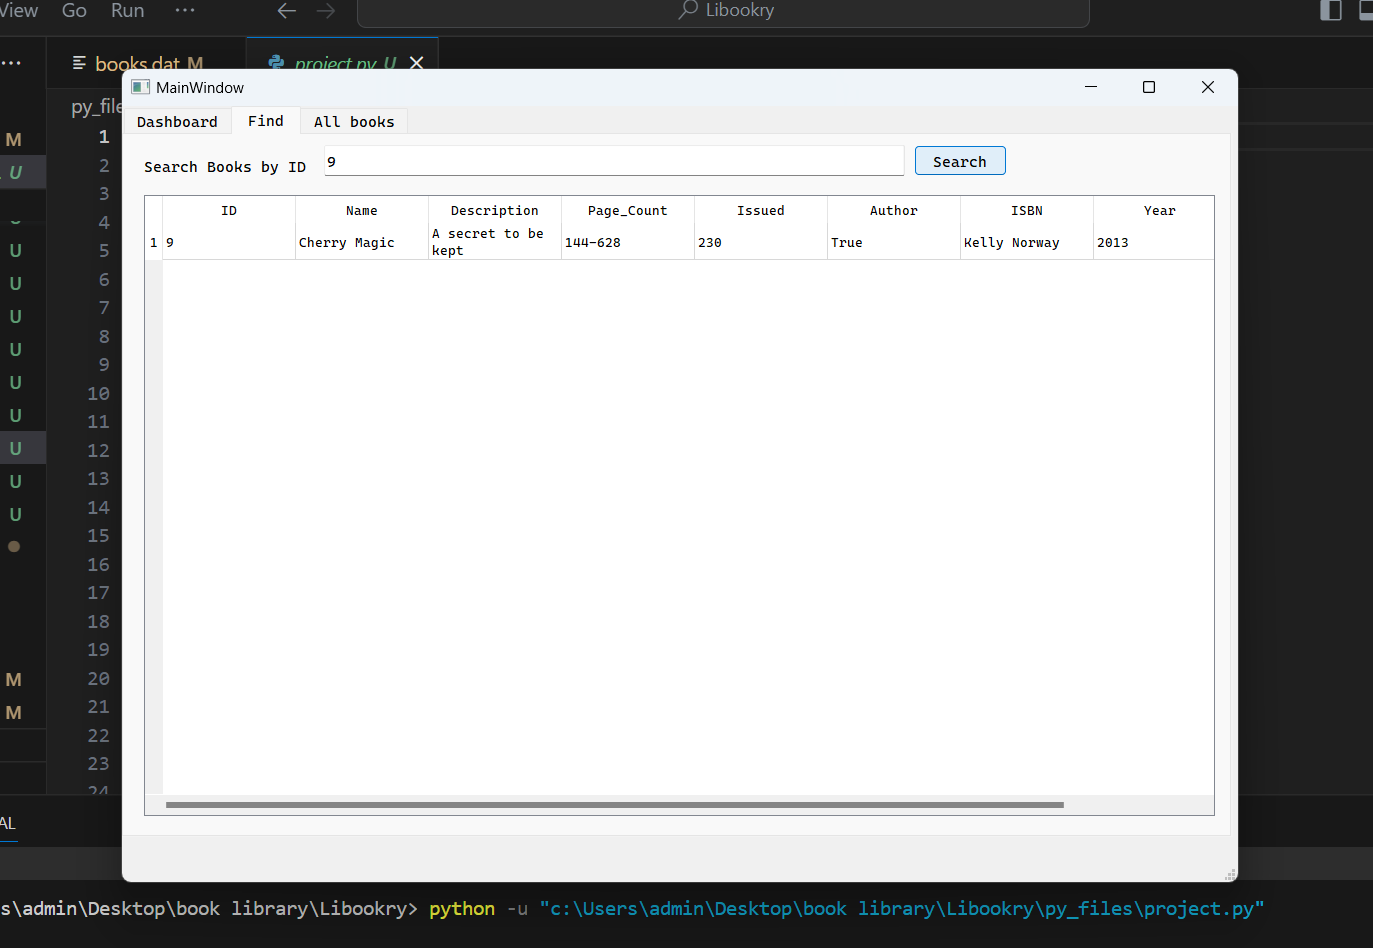 View Go Run ··· Libookry
books.dat M project.py U
MainWindow
py_file
Dashboard Find All books
Search Books by ID 9 Search
ID Name Description Page_Count Issued Author ISBN Year
1 9 Cherry Magic A secret to be kept 144-628 230 True Kelly Norway 2013
M
U
U
U
U
U
U
U
U
U
U
M
M
1
2
3
4
5
6
7
8
9
10
11
12
13
14
15
16
17
18
19
20
21
22
23
24
AL
s\admin\Desktop\book library\Libookry> python -u "c:\Users\admin\Desktop\book library\Libookry\py_files\project.py"